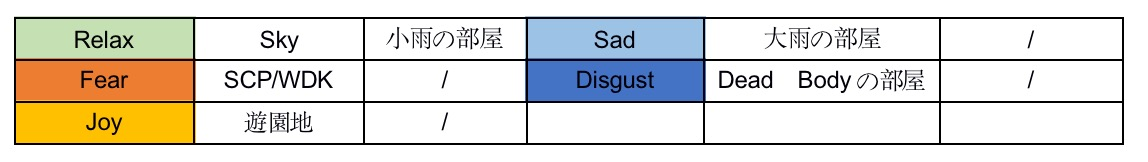 Relax Sky 小雨の部屋 Sad 大雨の部屋 /
Fear SCP/WDK / Disgust Dead Body の部屋 /
Joy 遊園地 /